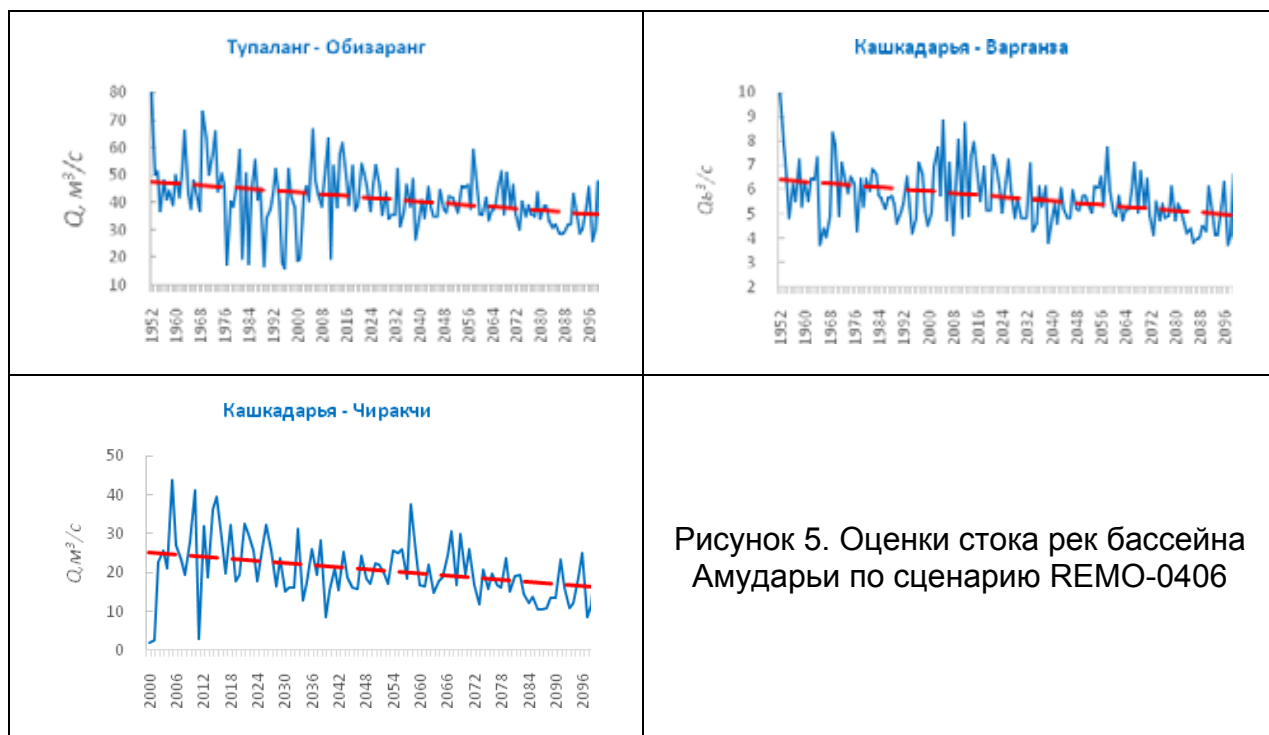 Тупаланг - Обизаранг
Q, м³/с
80
70
60
50
40
30
20
10
1952 1960 1968 1976 1984 1992 2000 2008 2016 2024 2032 2040 2048 2056 2064 2072 2080 2088 2096
Кашкадарья - Варганза
Qь³/с
10
9
8
7
6
5
4
3
2
1952 1960 1968 1976 1984 1992 2000 2008 2016 2024 2032 2040 2048 2056 2064 2072 2080 2088 2096
Кашкадарья - Чиракчи
Q,м³/с
50
40
30
20
10
0
2000 2006 2012 2018 2024 2030 2036 2042 2048 2054 2060 2066 2072 2078 2084 2090 2096
Рисунок 5. Оценки стока рек бассейна
Амударьи по сценарию REMO-0406